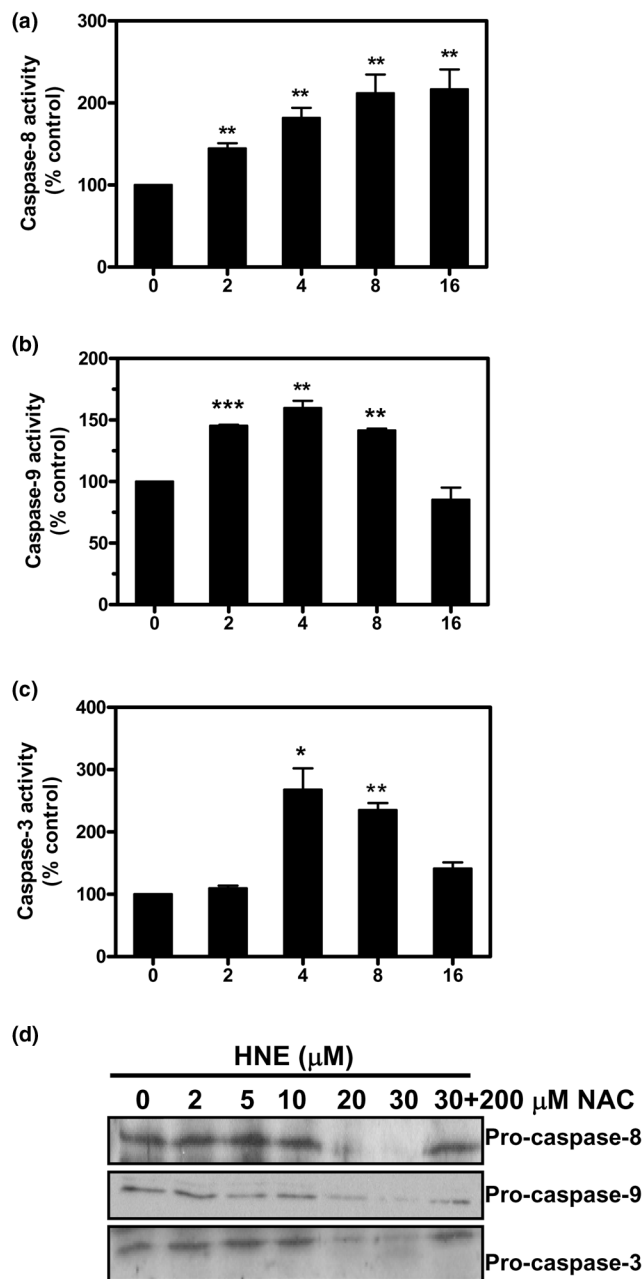 (a)
Caspase-8 activity
(% control)
300
200
100
0
**
**
**
**
0 2 4 8 16
(b)
Caspase-9 activity
(% control)
200
150
100
50
0
***
**
**
0 2 4 8 16
(c)
Caspase-3 activity
(% control)
400
300
200
100
0
*
**
0 2 4 8 16
(d)
HNE (µM)
0 2 5 10 20 30 30+200 µM NAC
Pro-caspase-8
Pro-caspase-9
Pro-caspase-3